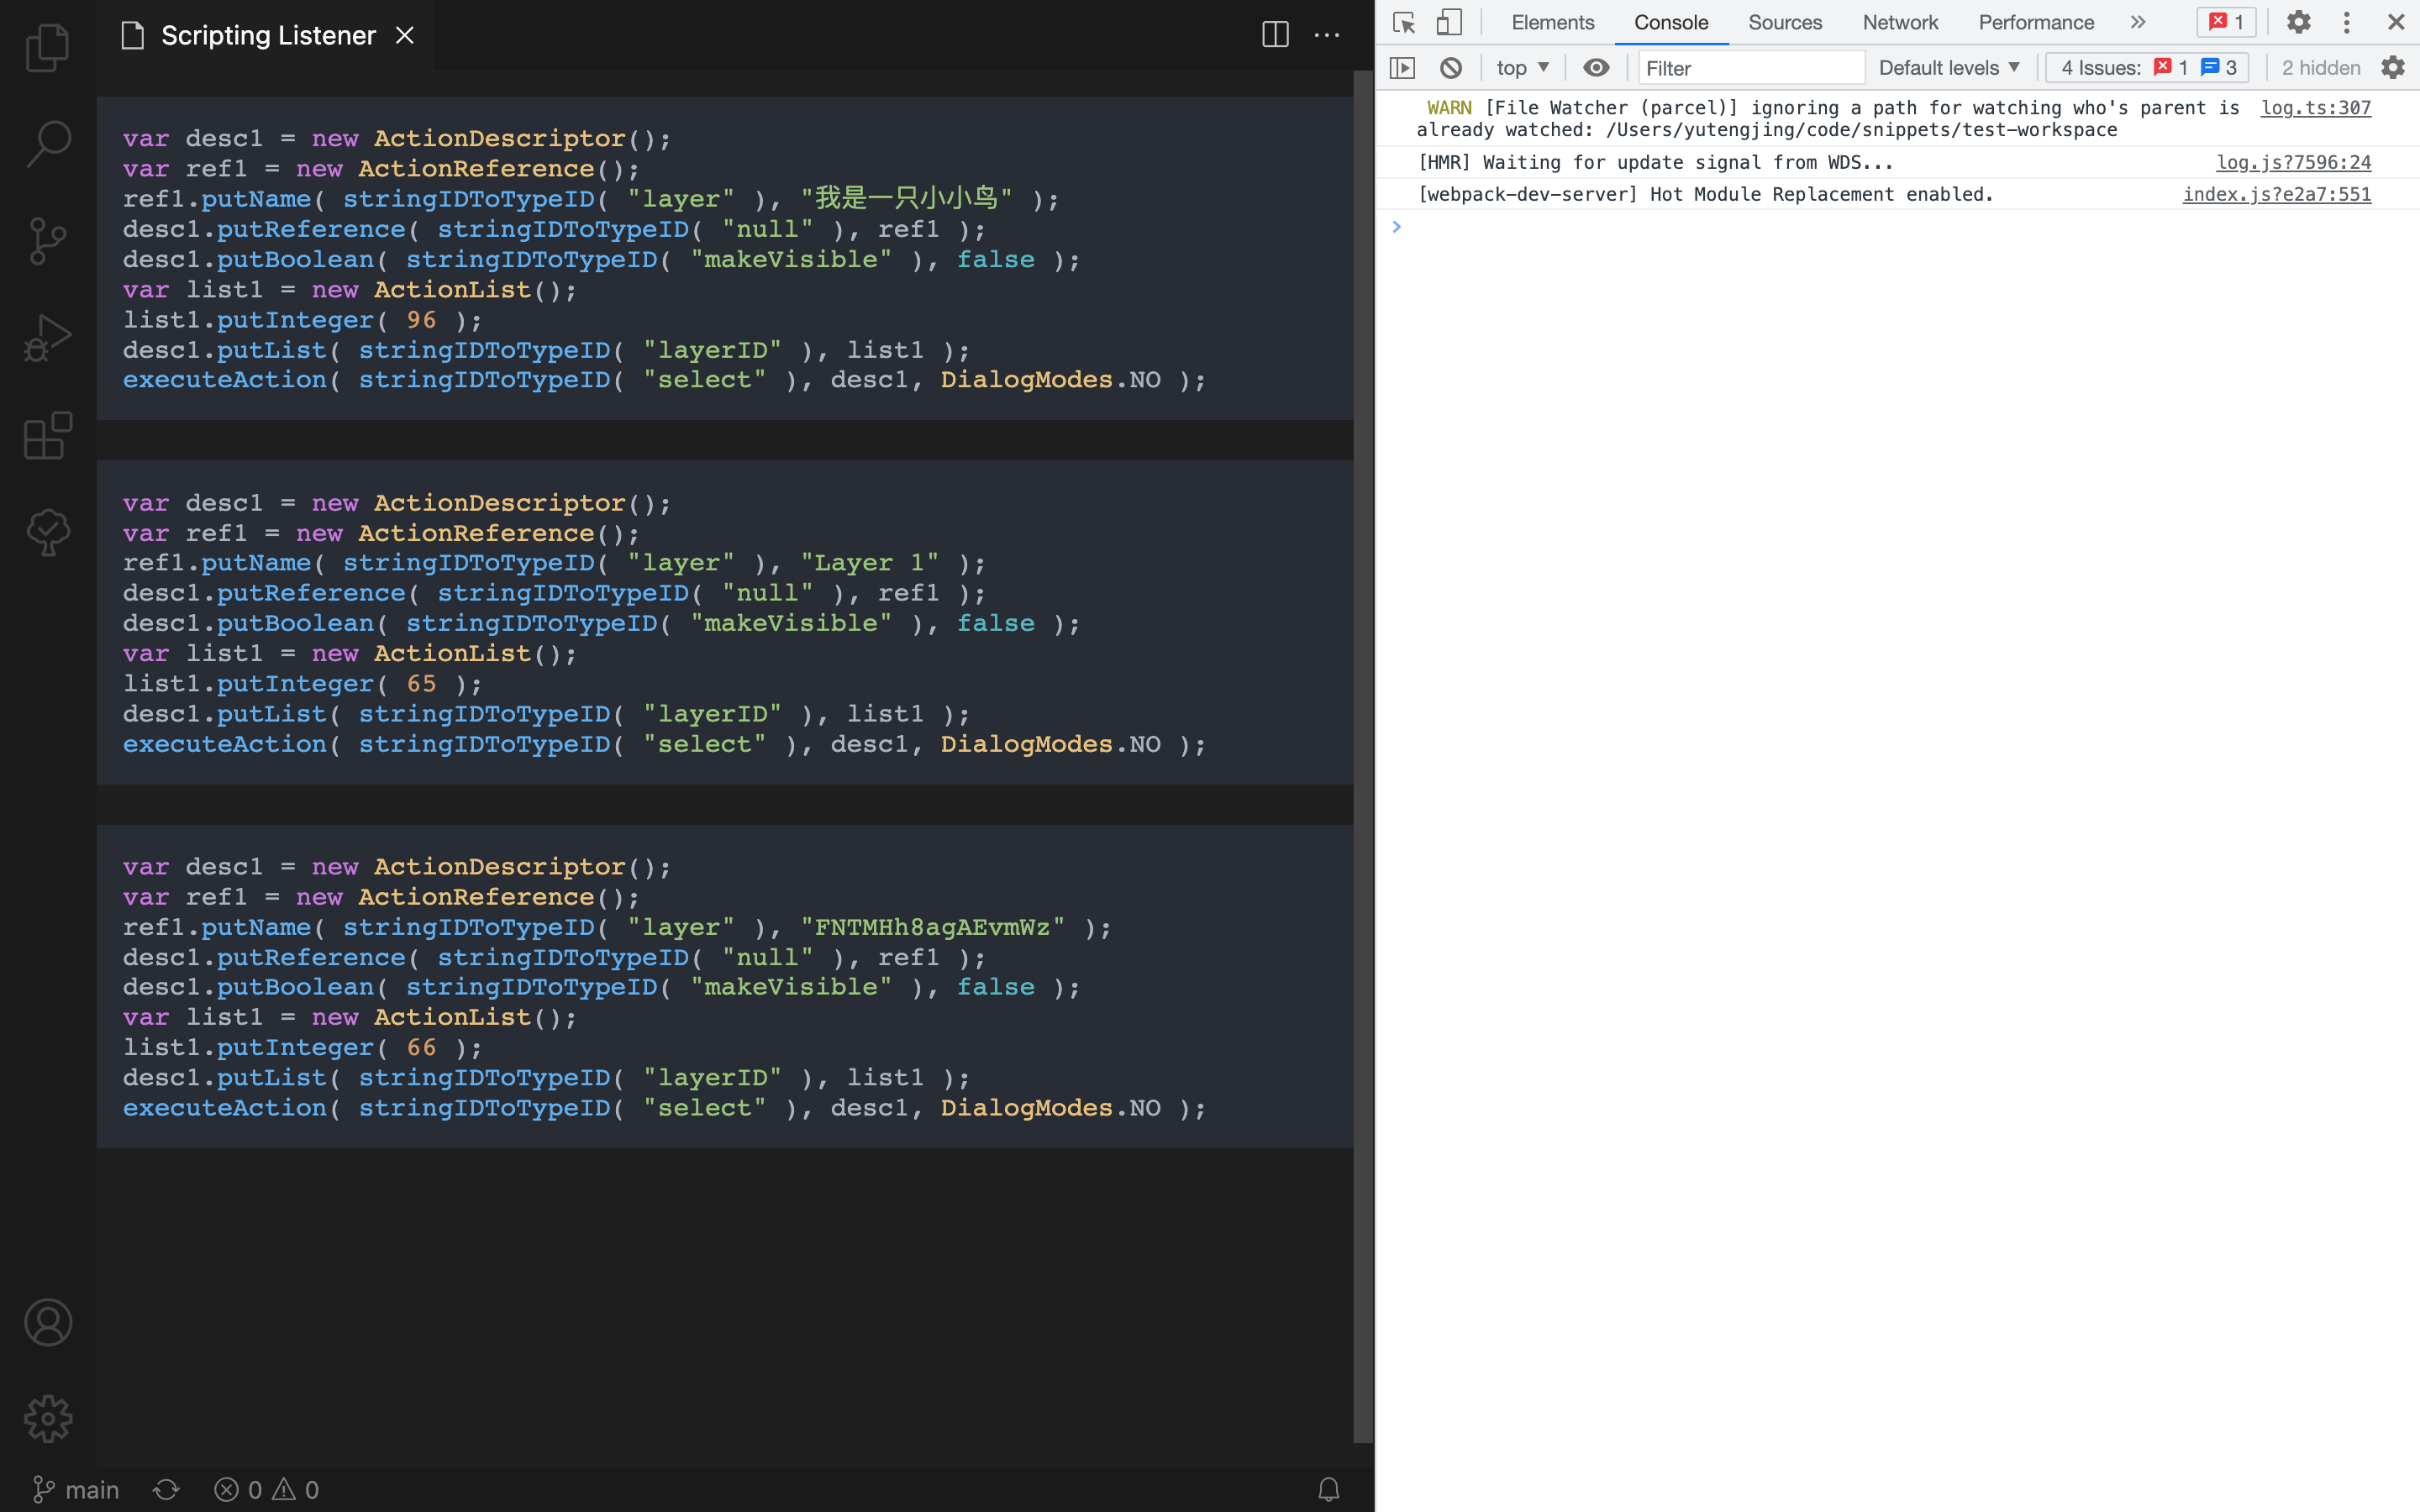 Scripting Listener
var desc1 = new ActionDescriptor();
var ref1 = new ActionReference();
ref1.putName( stringIDToTypeID( "layer" ), "我是一只小小鸟" );
desc1.putReference( stringIDToTypeID( "null" ), ref1 );
desc1.putBoolean( stringIDToTypeID( "makeVisible" ), false );
var list1 = new ActionList();
list1.putInteger( 96 );
desc1.putList( stringIDToTypeID( "layerID" ), list1 );
executeAction( stringIDToTypeID( "select" ), desc1, DialogModes.NO );
var desc1 = new ActionDescriptor();
var ref1 = new ActionReference();
ref1.putName( stringIDToTypeID( "layer" ), "Layer 1" );
desc1.putReference( stringIDToTypeID( "null" ), ref1 );
desc1.putBoolean( stringIDToTypeID( "makeVisible" ), false );
var list1 = new ActionList();
list1.putInteger( 65 );
desc1.putList( stringIDToTypeID( "layerID" ), list1 );
executeAction( stringIDToTypeID( "select" ), desc1, DialogModes.NO );
var desc1 = new ActionDescriptor();
var ref1 = new ActionReference();
ref1.putName( stringIDToTypeID( "layer" ), "FNTMHh8agAEvmWz" );
desc1.putReference( stringIDToTypeID( "null" ), ref1 );
desc1.putBoolean( stringIDToTypeID( "makeVisible" ), false );
var list1 = new ActionList();
list1.putInteger( 66 );
desc1.putList( stringIDToTypeID( "layerID" ), list1 );
executeAction( stringIDToTypeID( "select" ), desc1, DialogModes.NO );
main 0 0
Elements Console Sources Network Performance 1
top Filter Default levels 4 Issues: 1 3 2 hidden
WARN [File Watcher (parcel)] ignoring a path for watching who's parent is log.ts:307
already watched: /Users/yutengjing/code/snippets/test-workspace
[HMR] Waiting for update signal from WDS... log.js?7596:24
[webpack-dev-server] Hot Module Replacement enabled. index.js?e2a7:551